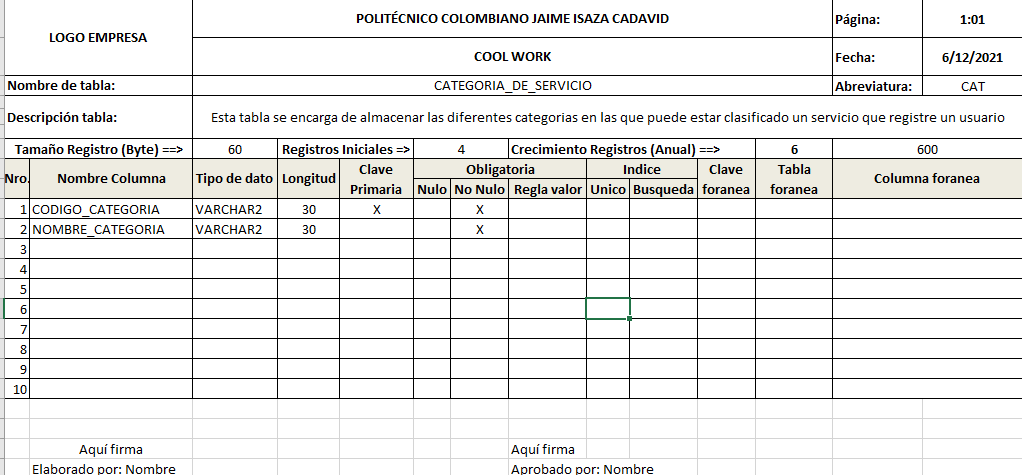 LOGO EMPRESA
POLITÉCNICO COLOMBIANO JAIME ISAZA CADAVID
Página:
1:01
COOL WORK
Fecha:
6/12/2021
Nombre de tabla:
CATEGORIA_DE_SERVICIO
Abreviatura:
CAT
Descripción tabla:
Esta tabla se encarga de almacenar las diferentes categorias en las que puede estar clasificado un servicio que registre un usuario
Tamaño Registro (Byte) ==>
60
Registros Iniciales =>
4
Crecimiento Registros (Anual) ==>
6
600
Nro.
Nombre Columna
Tipo de dato
Longitud
Clave
Primaria
Obligatoria
Nulo
No Nulo
Regla valor
Indice
Unico
Busqueda
Clave
foranea
Tabla
foranea
Columna foranea
1 CODIGO_CATEGORIA VARCHAR2 30 X X
2 NOMBRE_CATEGORIA VARCHAR2 30 X
3
4
5
6
7
8
9
10
Aquí firma
Aquí firma
Elaborado por: Nombre
Aprobado por: Nombre